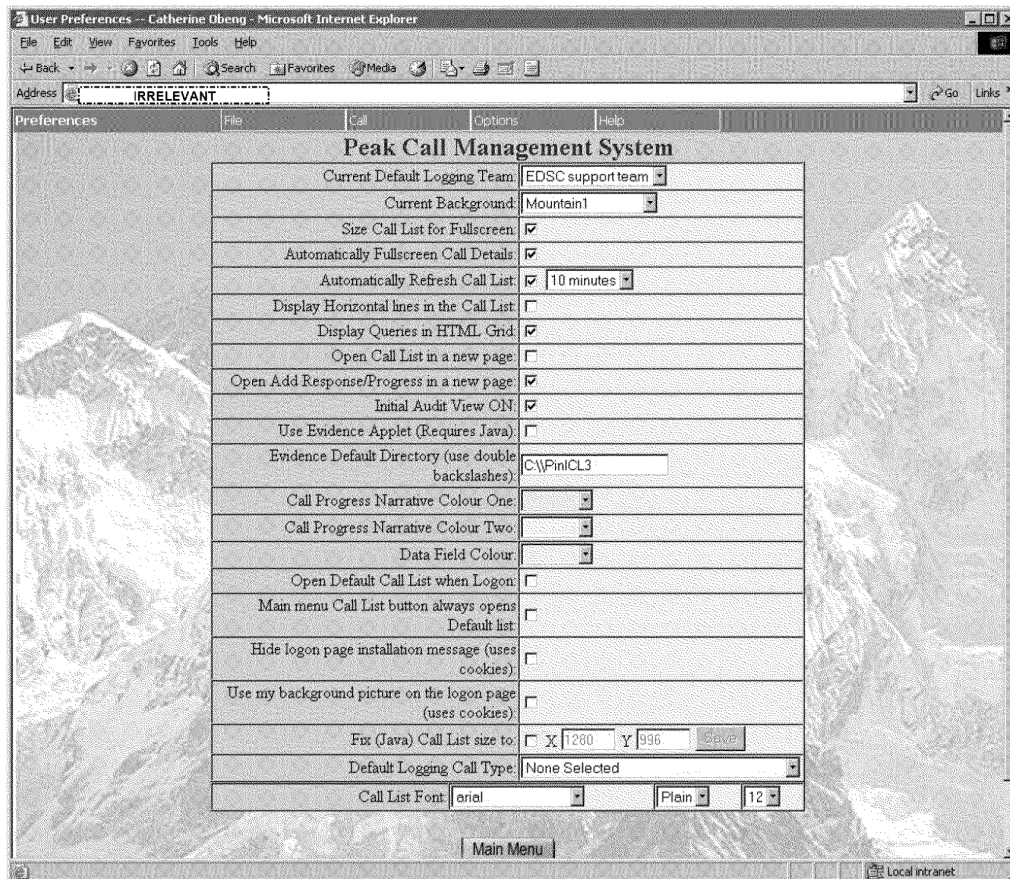 User Preferences -- Catherine Obeng - Microsoft Internet Explorer
File Edit View Favorites Tools Help
Back Search Favorites Media
Address IRRELEVANT Go Links
Preferences File Call Options Help
Peak Call Management System
Current Default Logging Team: EDSC support team
Current Background: Mountain1
Size Call List for Fullscreen:
Automatically Fullscreen Call Details:
Automatically Refresh Call List: 10 minutes
Display Horizontal lines in the Call List:
Display Queries in HTML Grid:
Open Call List in a new page:
Open Add Response/Progress in a new page:
Initial Audit View ON:
Use Evidence Applet (Requires Java):
Evidence Default Directory (use double
backslashes): C:\\PinICL3
Call Progress Narrative Colour One:
Call Progress Narrative Colour Two:
Data Field Colour:
Open Default Call List when Logon:
Main menu Call List button always opens
Default list:
Hide logon page installation message (uses
cookies):
Use my background picture on the logon page
(uses cookies):
Fix (Java) Call List size to: X 1280 Y 996 Save
Default Logging Call Type: None Selected
Call List Font: arial Plain 12
Main Menu
Local intranet